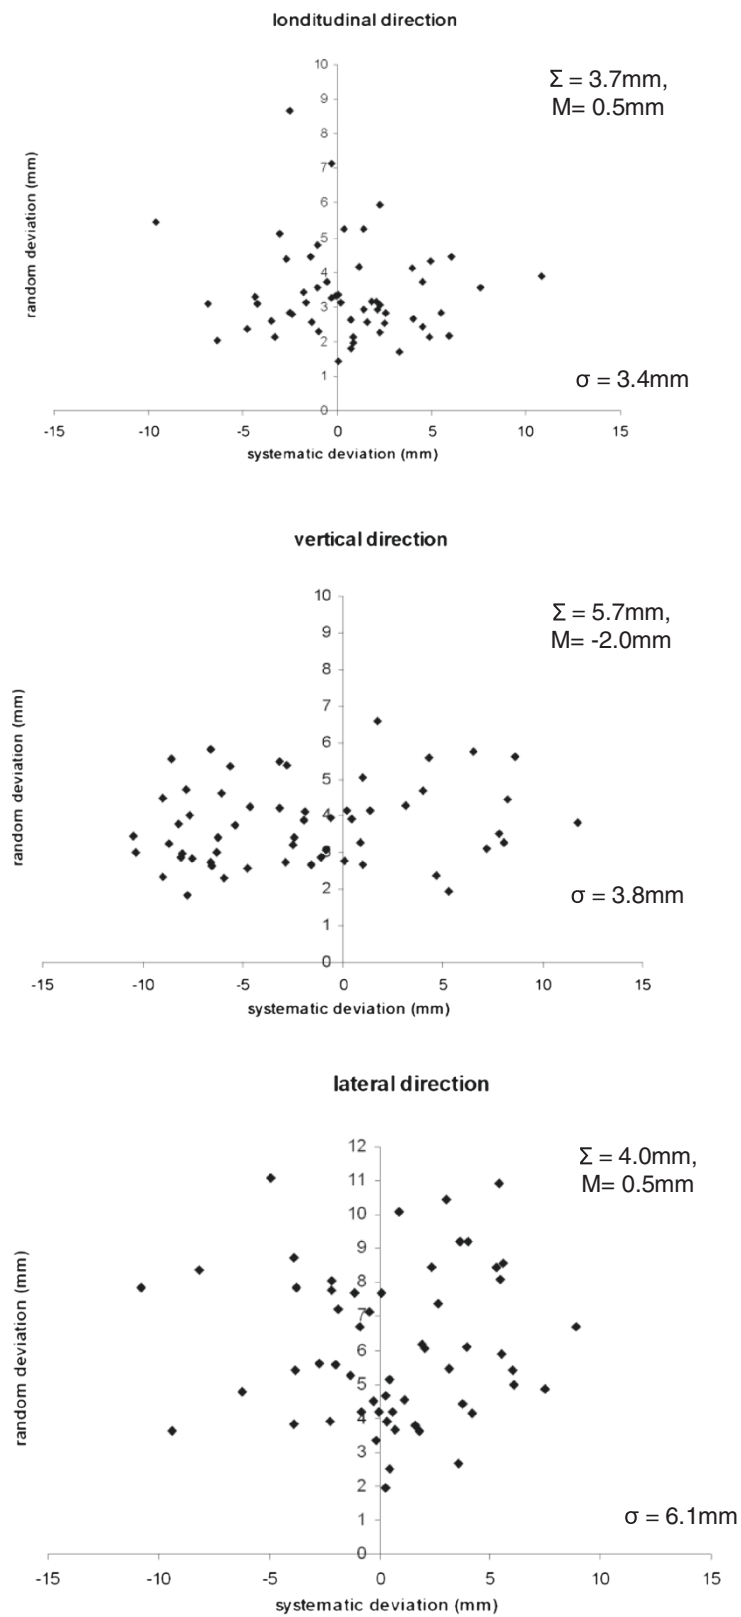 londitudinal direction
Σ = 3.7mm,
M= 0.5mm
10
9
8
7
6
5
4
3
2
1
0
random deviation (mm)
σ = 3.4mm
-15 -10 -5 0 5 10 15
systematic deviation (mm)
vertical direction
Σ = 5.7mm,
M= -2.0mm
10
9
8
7
6
5
4
3
2
1
0
random deviation (mm)
σ = 3.8mm
-15 -10 -5 0 5 10 15
systematic deviation (mm)
lateral direction
Σ = 4.0mm,
M= 0.5mm
12
11
10
9
8
7
6
5
4
3
2
1
0
random deviation (mm)
σ = 6.1mm
-15 -10 -5 0 5 10 15
systematic deviation (mm)